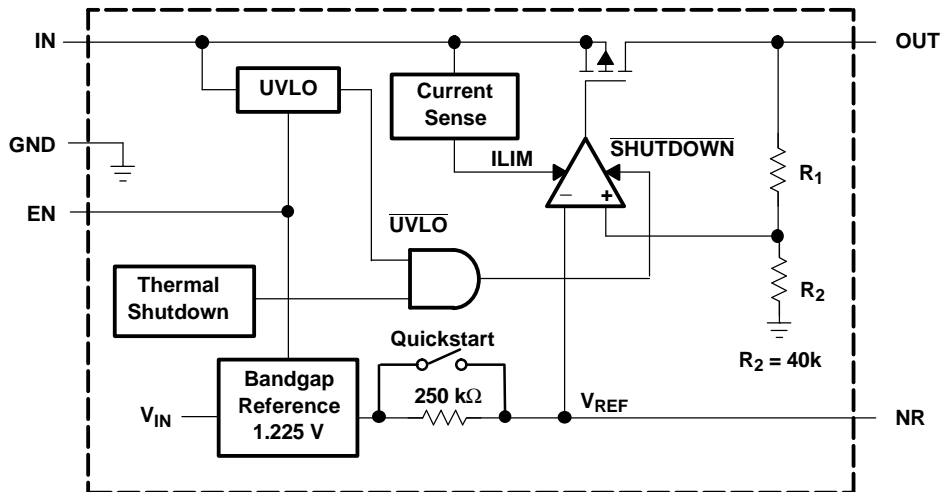 IN
OUT
UVLO
Current
Sense
GND
ILIM
SHUTDOWN
R1
EN
UVLO
Thermal
Shutdown
R2
Quickstart
R2 = 40k
Bandgap
Reference
1.225 V
250 kΩ
VIN
VREF
NR
− +